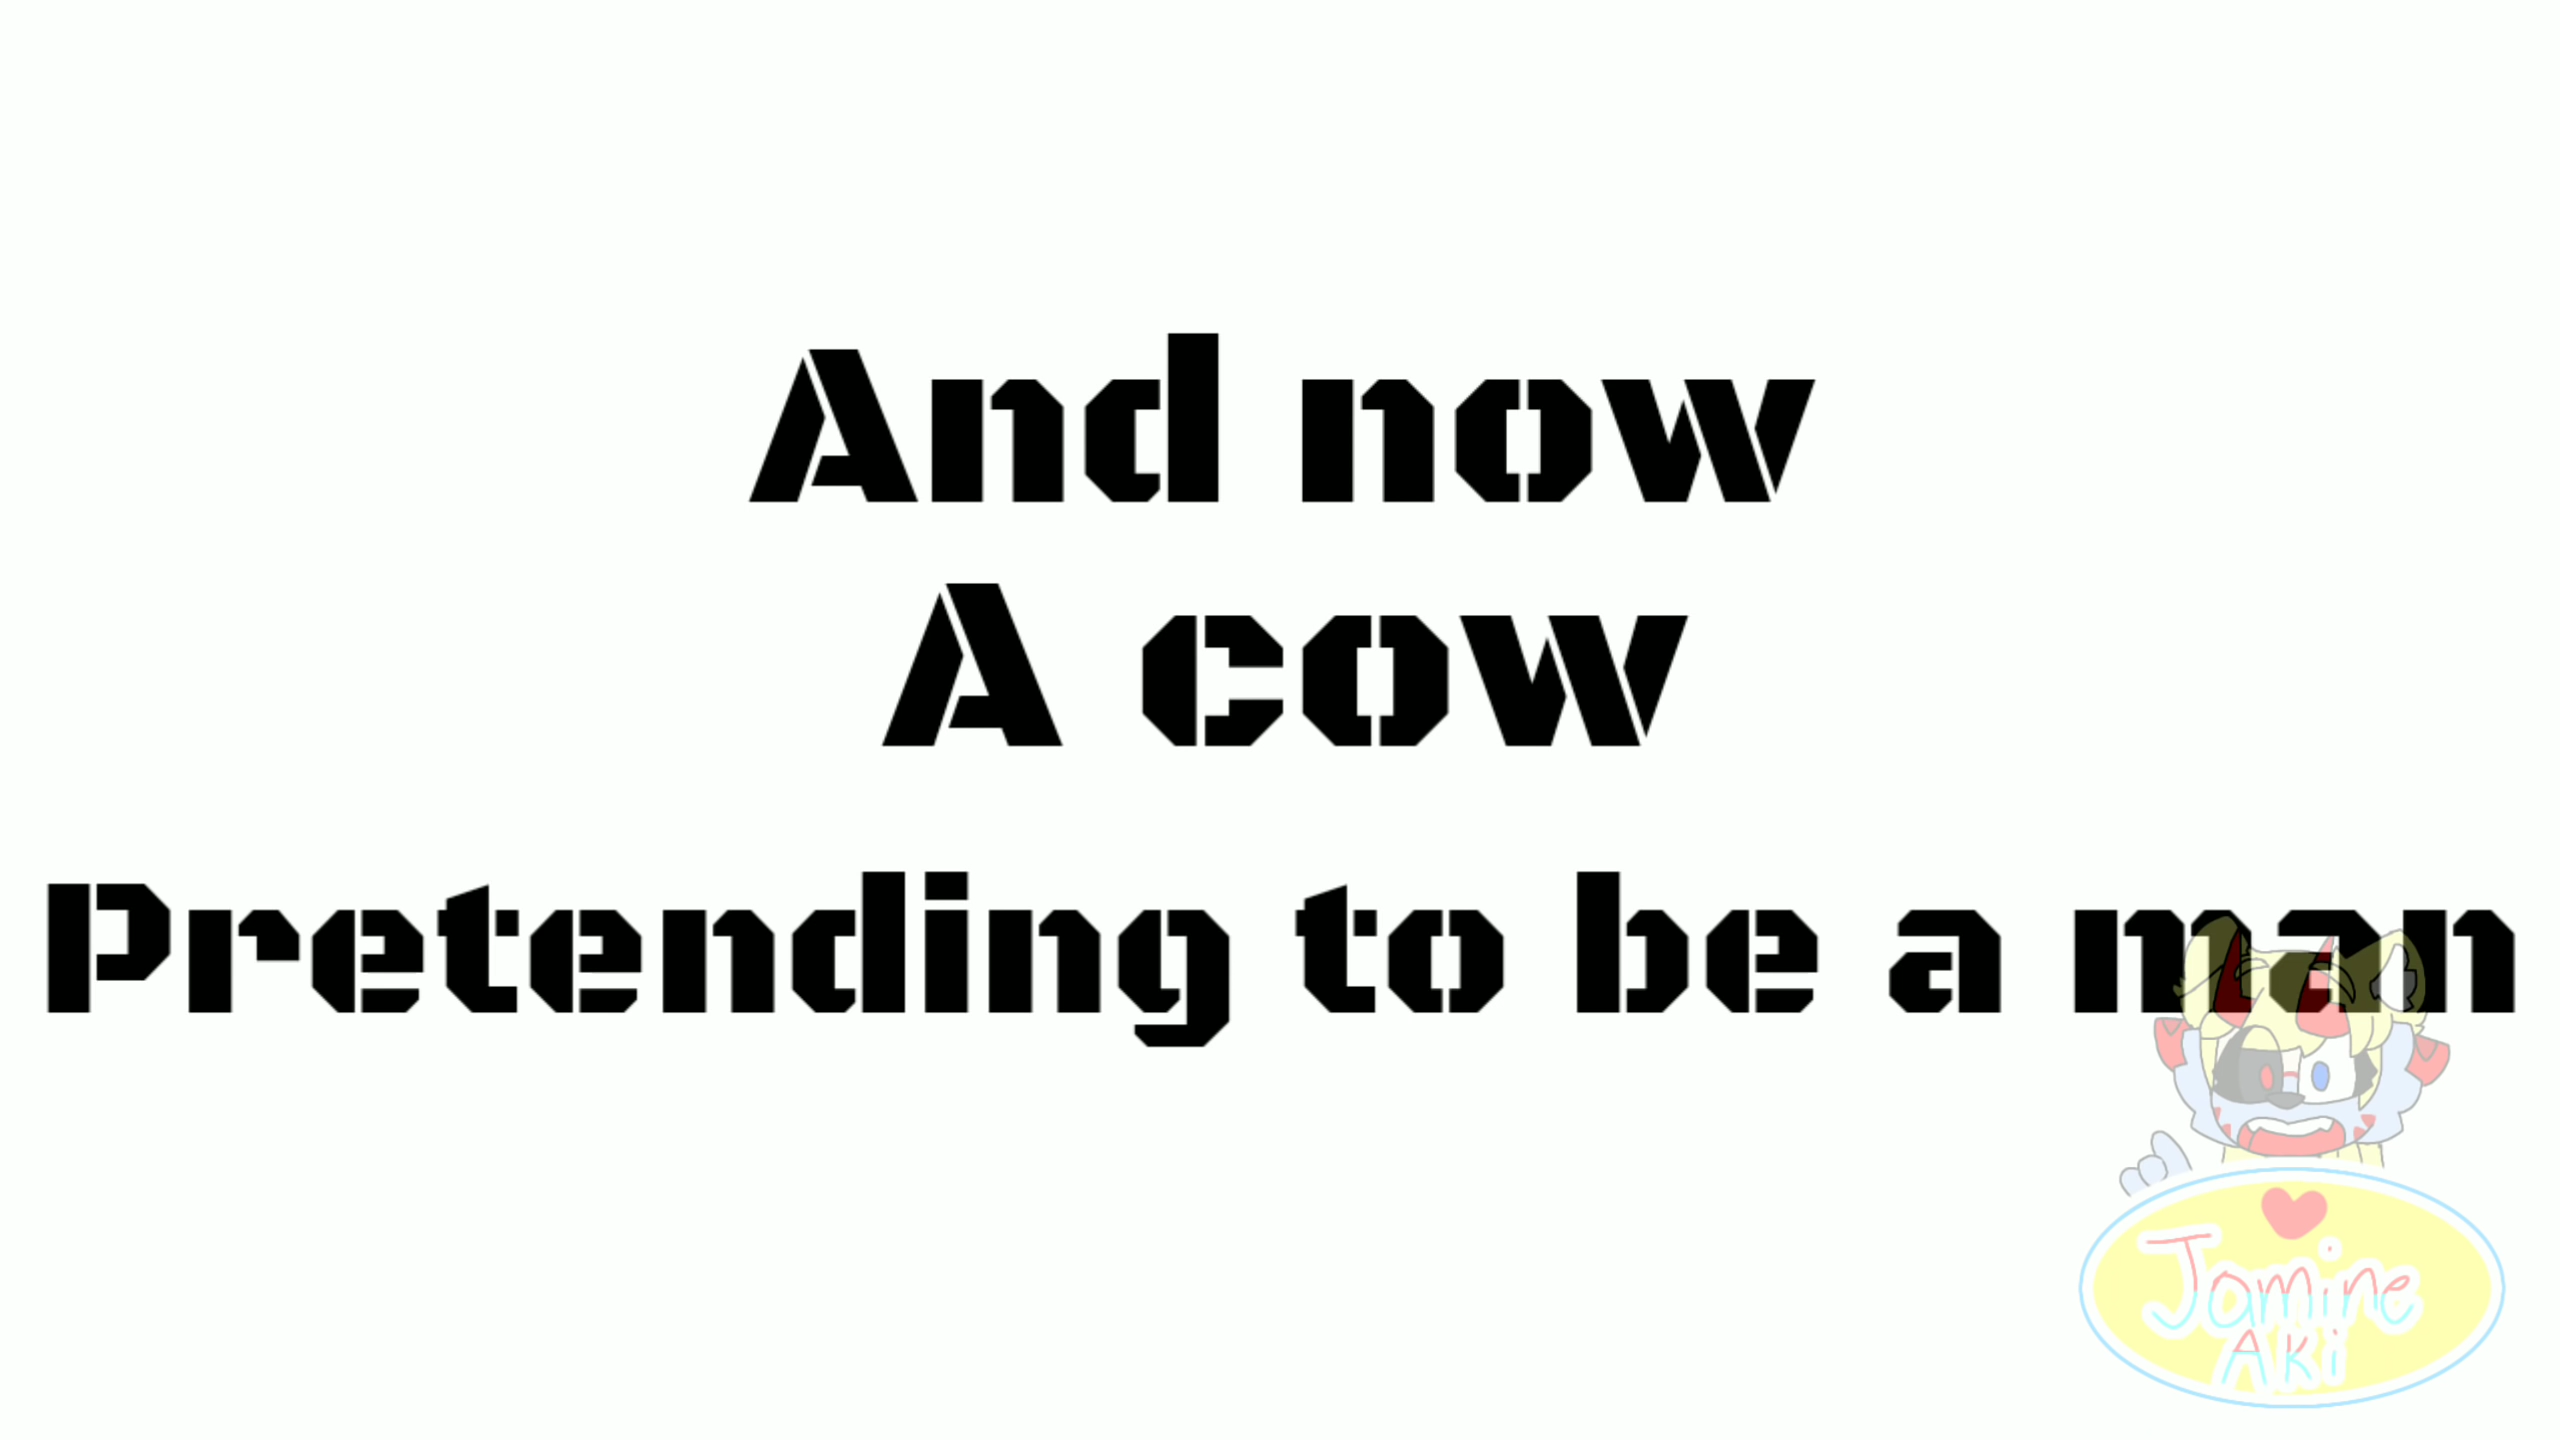 And now
A cow
Pretending to be a man
Jamine
Aki